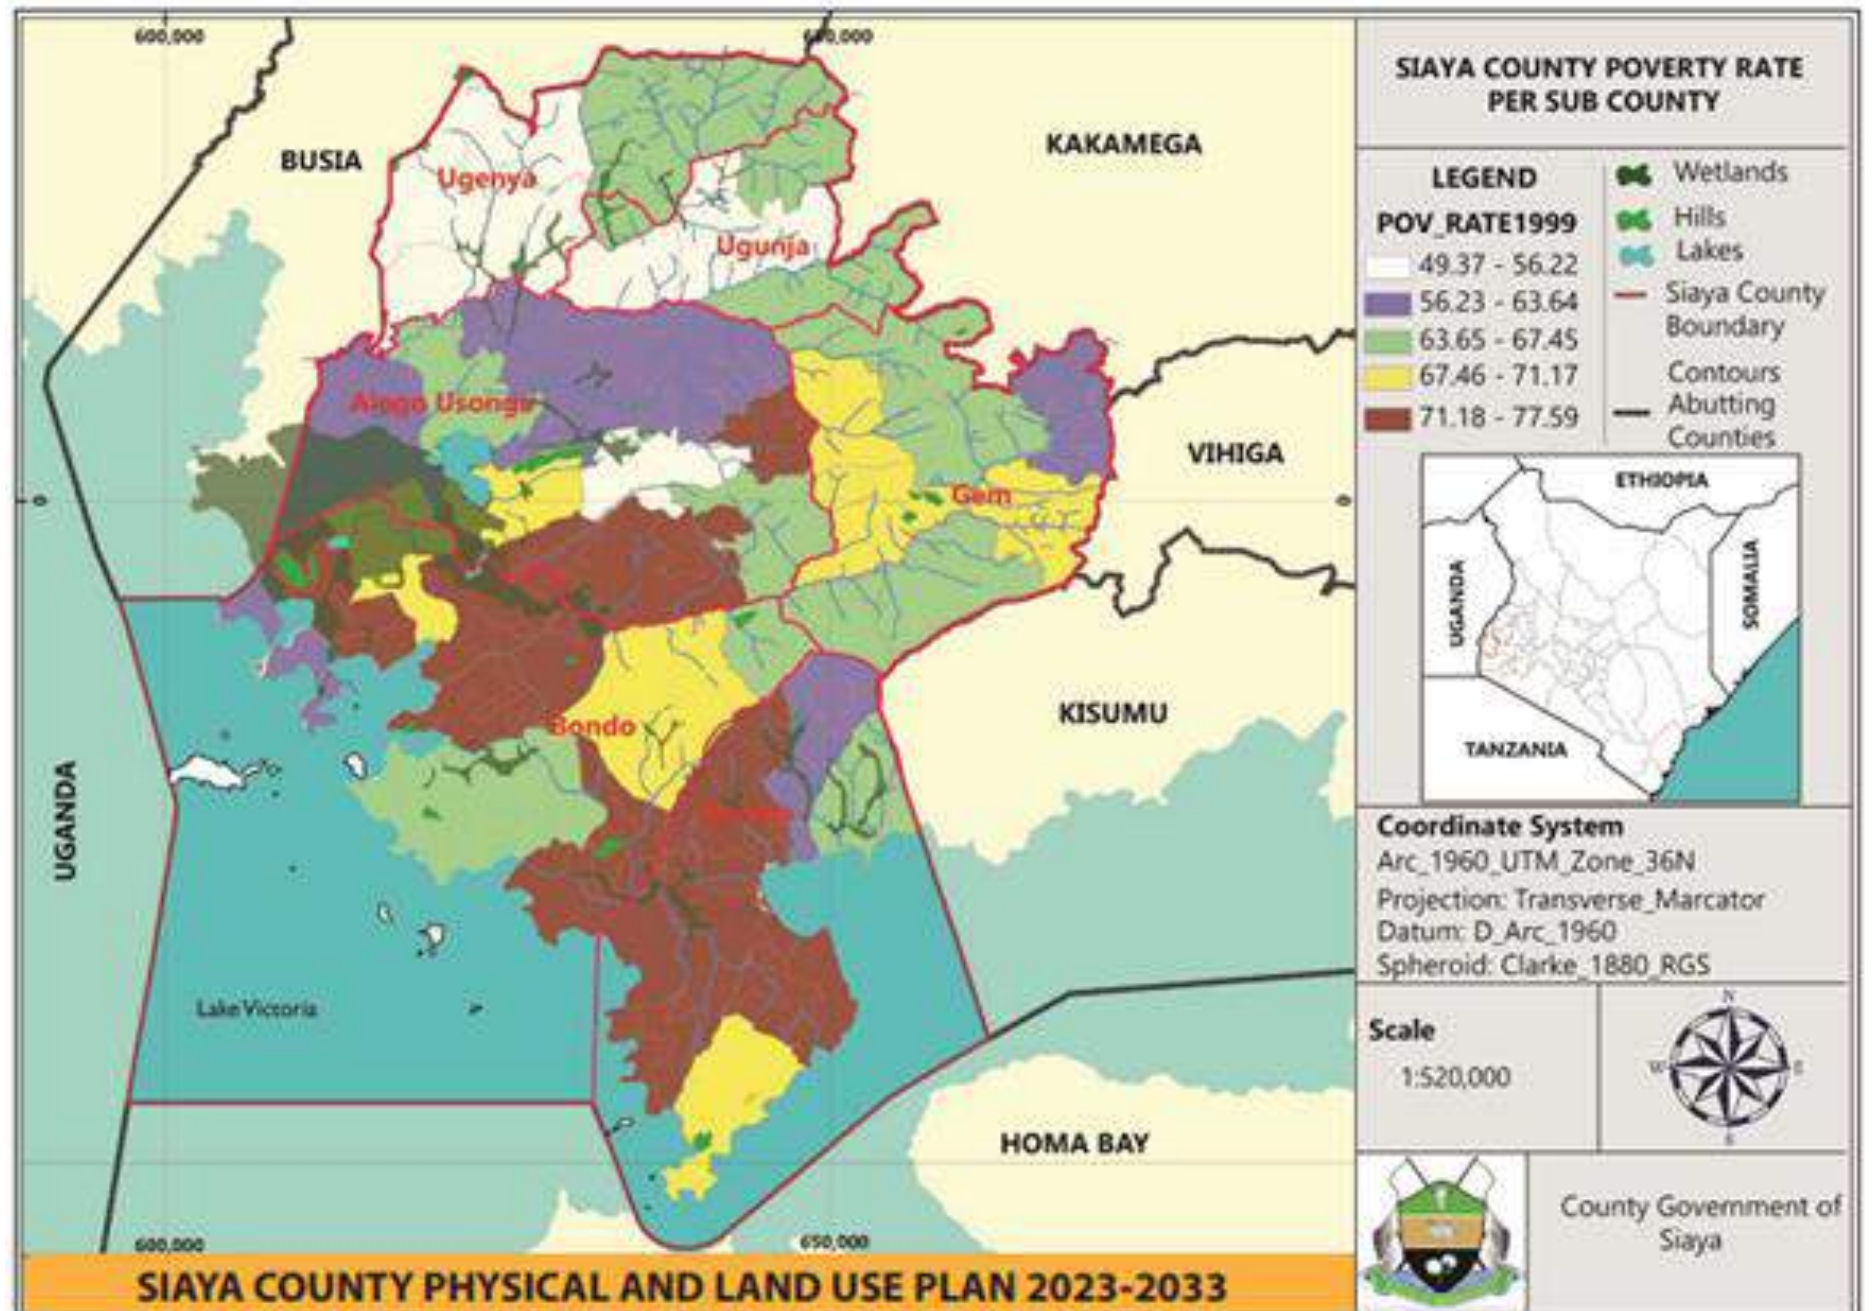 600,000
650,000
BUSIA
KAKAMEGA
Ugenya
Ugunja
Alego Usonga
VIHIGA
0
0
Gem
KISUMU
Bondo
UGANDA
Lake Victoria
HOMA BAY
600,000
650,000
SIAYA COUNTY PHYSICAL AND LAND USE PLAN 2023-2033
SIAYA COUNTY POVERTY RATE
PER SUB COUNTY
LEGEND
POV_RATE1999
49.37 - 56.22
56.23 - 63.64
63.65 - 67.45
67.46 - 71.17
71.18 - 77.59
Wetlands
Hills
Lakes
Siaya County
Boundary
Contours
Abutting
Counties
ETHIOPIA
UGANDA
SOMALIA
TANZANIA
Coordinate System
Arc_1960_UTM_Zone_36N
Projection: Transverse_Marcator
Datum: D_Arc_1960
Spheroid: Clarke_1880_RGS
Scale
1:520,000
N
W
E
S
County Government of
Siaya